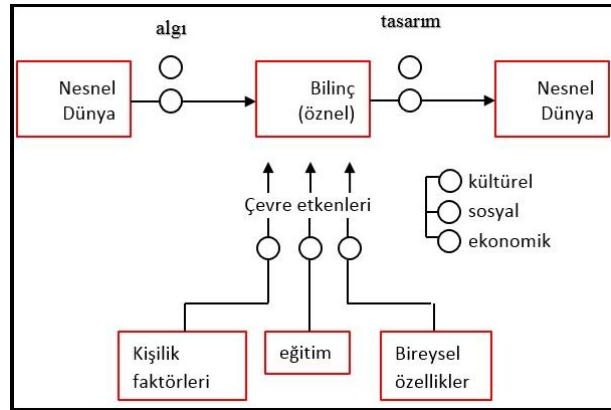 algı
tasarım
Nesnel
Dünya
Bilinç
(öznel)
Nesnel
Dünya
Çevre etkenleri
kültürel
sosyal
ekonomik
Kişilik
faktörleri
eğitim
Bireysel
özellikler